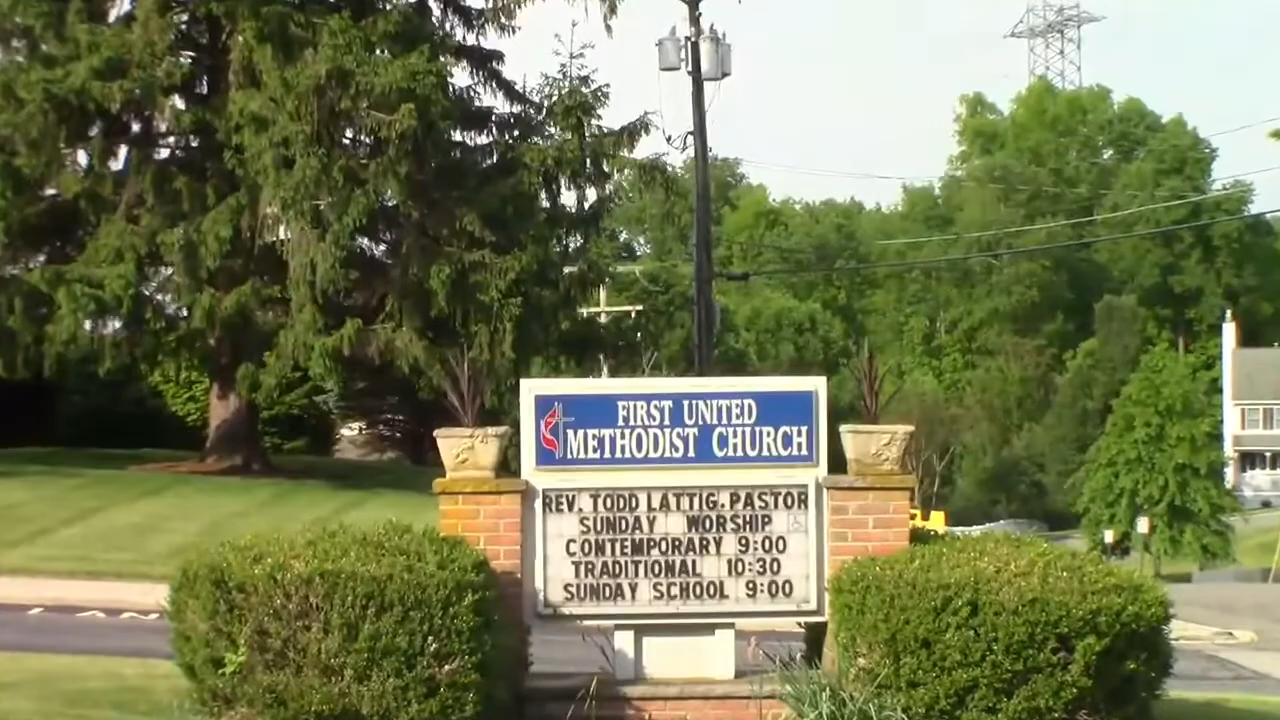 FIRST UNITED
METHODIST CHURCH
REV. TODD LATTIG. PASTOR
SUNDAY WORSHIP
CONTEMPORARY 9:00
TRADITIONAL 10:30
SUNDAY SCHOOL 9:00